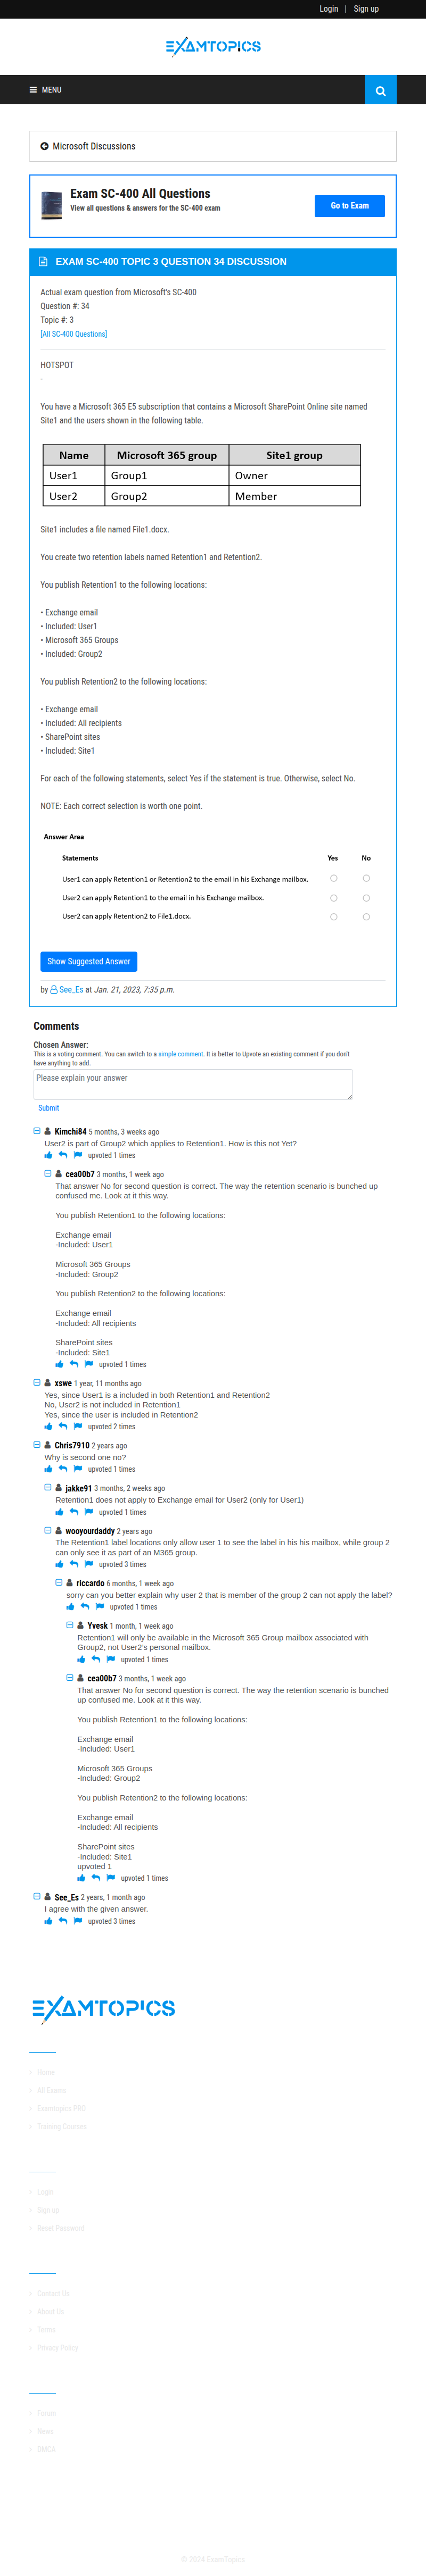 Login | Sign up
EXAMTOPICS
MENU
Microsoft Discussions
Exam SC-400 All Questions
View all questions & answers for the SC-400 exam
Go to Exam
EXAM SC-400 TOPIC 3 QUESTION 34 DISCUSSION
Actual exam question from Microsoft's SC-400
Question #: 34
Topic #: 3
[All SC-400 Questions]
HOTSPOT
-
You have a Microsoft 365 E5 subscription that contains a Microsoft SharePoint Online site named
Site1 and the users shown in the following table.
Name Microsoft 365 group Site1 group
User1 Group1 Owner
User2 Group2 Member
Site1 includes a file named File1.docx.
You create two retention labels named Retention1 and Retention2.
You publish Retention1 to the following locations:
• Exchange email
• Included: User1
• Microsoft 365 Groups
• Included: Group2
You publish Retention2 to the following locations:
• Exchange email
• Included: All recipients
• SharePoint sites
• Included: Site1
For each of the following statements, select Yes if the statement is true. Otherwise, select No.
NOTE: Each correct selection is worth one point.
Answer Area
Statements Yes No
User1 can apply Retention1 or Retention2 to the email in his Exchange mailbox.
User2 can apply Retention1 to the email in his Exchange mailbox.
User2 can apply Retention2 to File1.docx.
Show Suggested Answer
by See_Es at Jan. 21, 2023, 7:35 p.m.
Comments
Chosen Answer:
This is a voting comment. You can switch to a simple comment. It is better to Upvote an existing comment if you don't
have anything to add.
Please explain your answer
Submit
Kimchi84 5 months, 3 weeks ago
User2 is part of Group2 which applies to Retention1. How is this not Yet?
upvoted 1 times
cea00b7 3 months, 1 week ago
That answer No for second question is correct. The way the retention scenario is bunched up
confused me. Look at it this way.
You publish Retention1 to the following locations:
Exchange email
-Included: User1
Microsoft 365 Groups
-Included: Group2
You publish Retention2 to the following locations:
Exchange email
-Included: All recipients
SharePoint sites
-Included: Site1
upvoted 1 times
xswe 1 year, 11 months ago
Yes, since User1 is a included in both Retention1 and Retention2
No, User2 is not included in Retention1
Yes, since the user is included in Retention2
upvoted 2 times
Chris7910 2 years ago
Why is second one no?
upvoted 1 times
jakke91 3 months, 2 weeks ago
Retention1 does not apply to Exchange email for User2 (only for User1)
upvoted 1 times
wooyourdaddy 2 years ago
The Retention1 label locations only allow user 1 to see the label in his his mailbox, while group 2
can only see it as part of an M365 group.
upvoted 3 times
riccardo 6 months, 1 week ago
sorry can you better explain why user 2 that is member of the group 2 can not apply the label?
upvoted 1 times
Yvesk 1 month, 1 week ago
Retention1 will only be available in the Microsoft 365 Group mailbox associated with
Group2, not User2's personal mailbox.
upvoted 1 times
cea00b7 3 months, 1 week ago
That answer No for second question is correct. The way the retention scenario is bunched
up confused me. Look at it this way.
You publish Retention1 to the following locations:
Exchange email
-Included: User1
Microsoft 365 Groups
-Included: Group2
You publish Retention2 to the following locations:
Exchange email
-Included: All recipients
SharePoint sites
-Included: Site1
upvoted 1
upvoted 1 times
See_Es 2 years, 1 month ago
I agree with the given answer.
upvoted 3 times
EXAMTOPICS
Home
All Exams
Examtopics PRO
Training Courses
Login
Sign up
Reset Password
Contact Us
About Us
Terms
Privacy Policy
Forum
News
DMCA
© 2024 ExamTopics